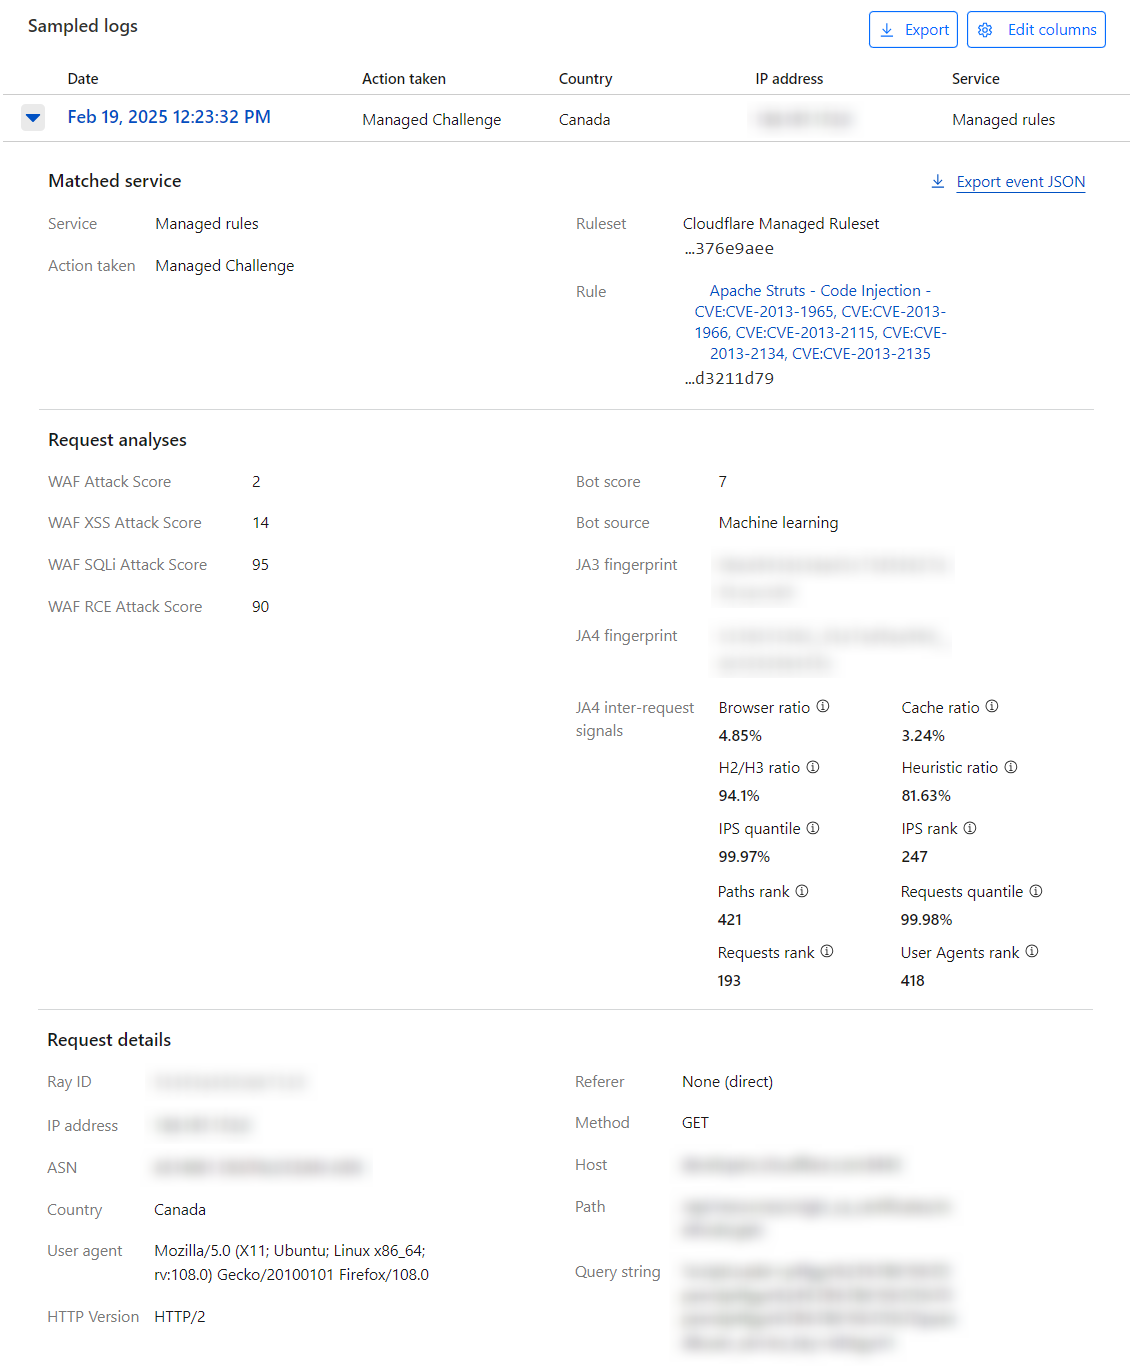 Sampled logs
Export
Edit columns
Date Action taken Country IP address Service
Feb 19, 2025 12:23:32 PM Managed Challenge Canada Managed rules
Matched service
Export event JSON
Service Managed rules
Ruleset Cloudflare Managed Ruleset
...376e9aee
Action taken Managed Challenge
Rule Apache Struts - Code Injection -
CVE:CVE-2013-1965, CVE:CVE-2013-
1966, CVE:CVE-2013-2115, CVE:CVE-
2013-2134, CVE:CVE-2013-2135
...d3211d79
Request analyses
WAF Attack Score 2
WAF XSS Attack Score 14
WAF SQLi Attack Score 95
WAF RCE Attack Score 90
Bot score 7
Bot source Machine learning
JA3 fingerprint
JA4 fingerprint
JA4 inter-request
signals
Browser ratio Cache ratio
4.85% 3.24%
H2/H3 ratio Heuristic ratio
94.1% 81.63%
IPS quantile IPS rank
99.97% 247
Paths rank Requests quantile
421 99.98%
Requests rank User Agents rank
193 418
Request details
Ray ID
IP address
ASN
Country Canada
User agent Mozilla/5.0 (X11; Ubuntu; Linux x86_64;
rv:108.0) Gecko/20100101 Firefox/108.0
HTTP Version HTTP/2
Referer None (direct)
Method GET
Host
Path
Query string